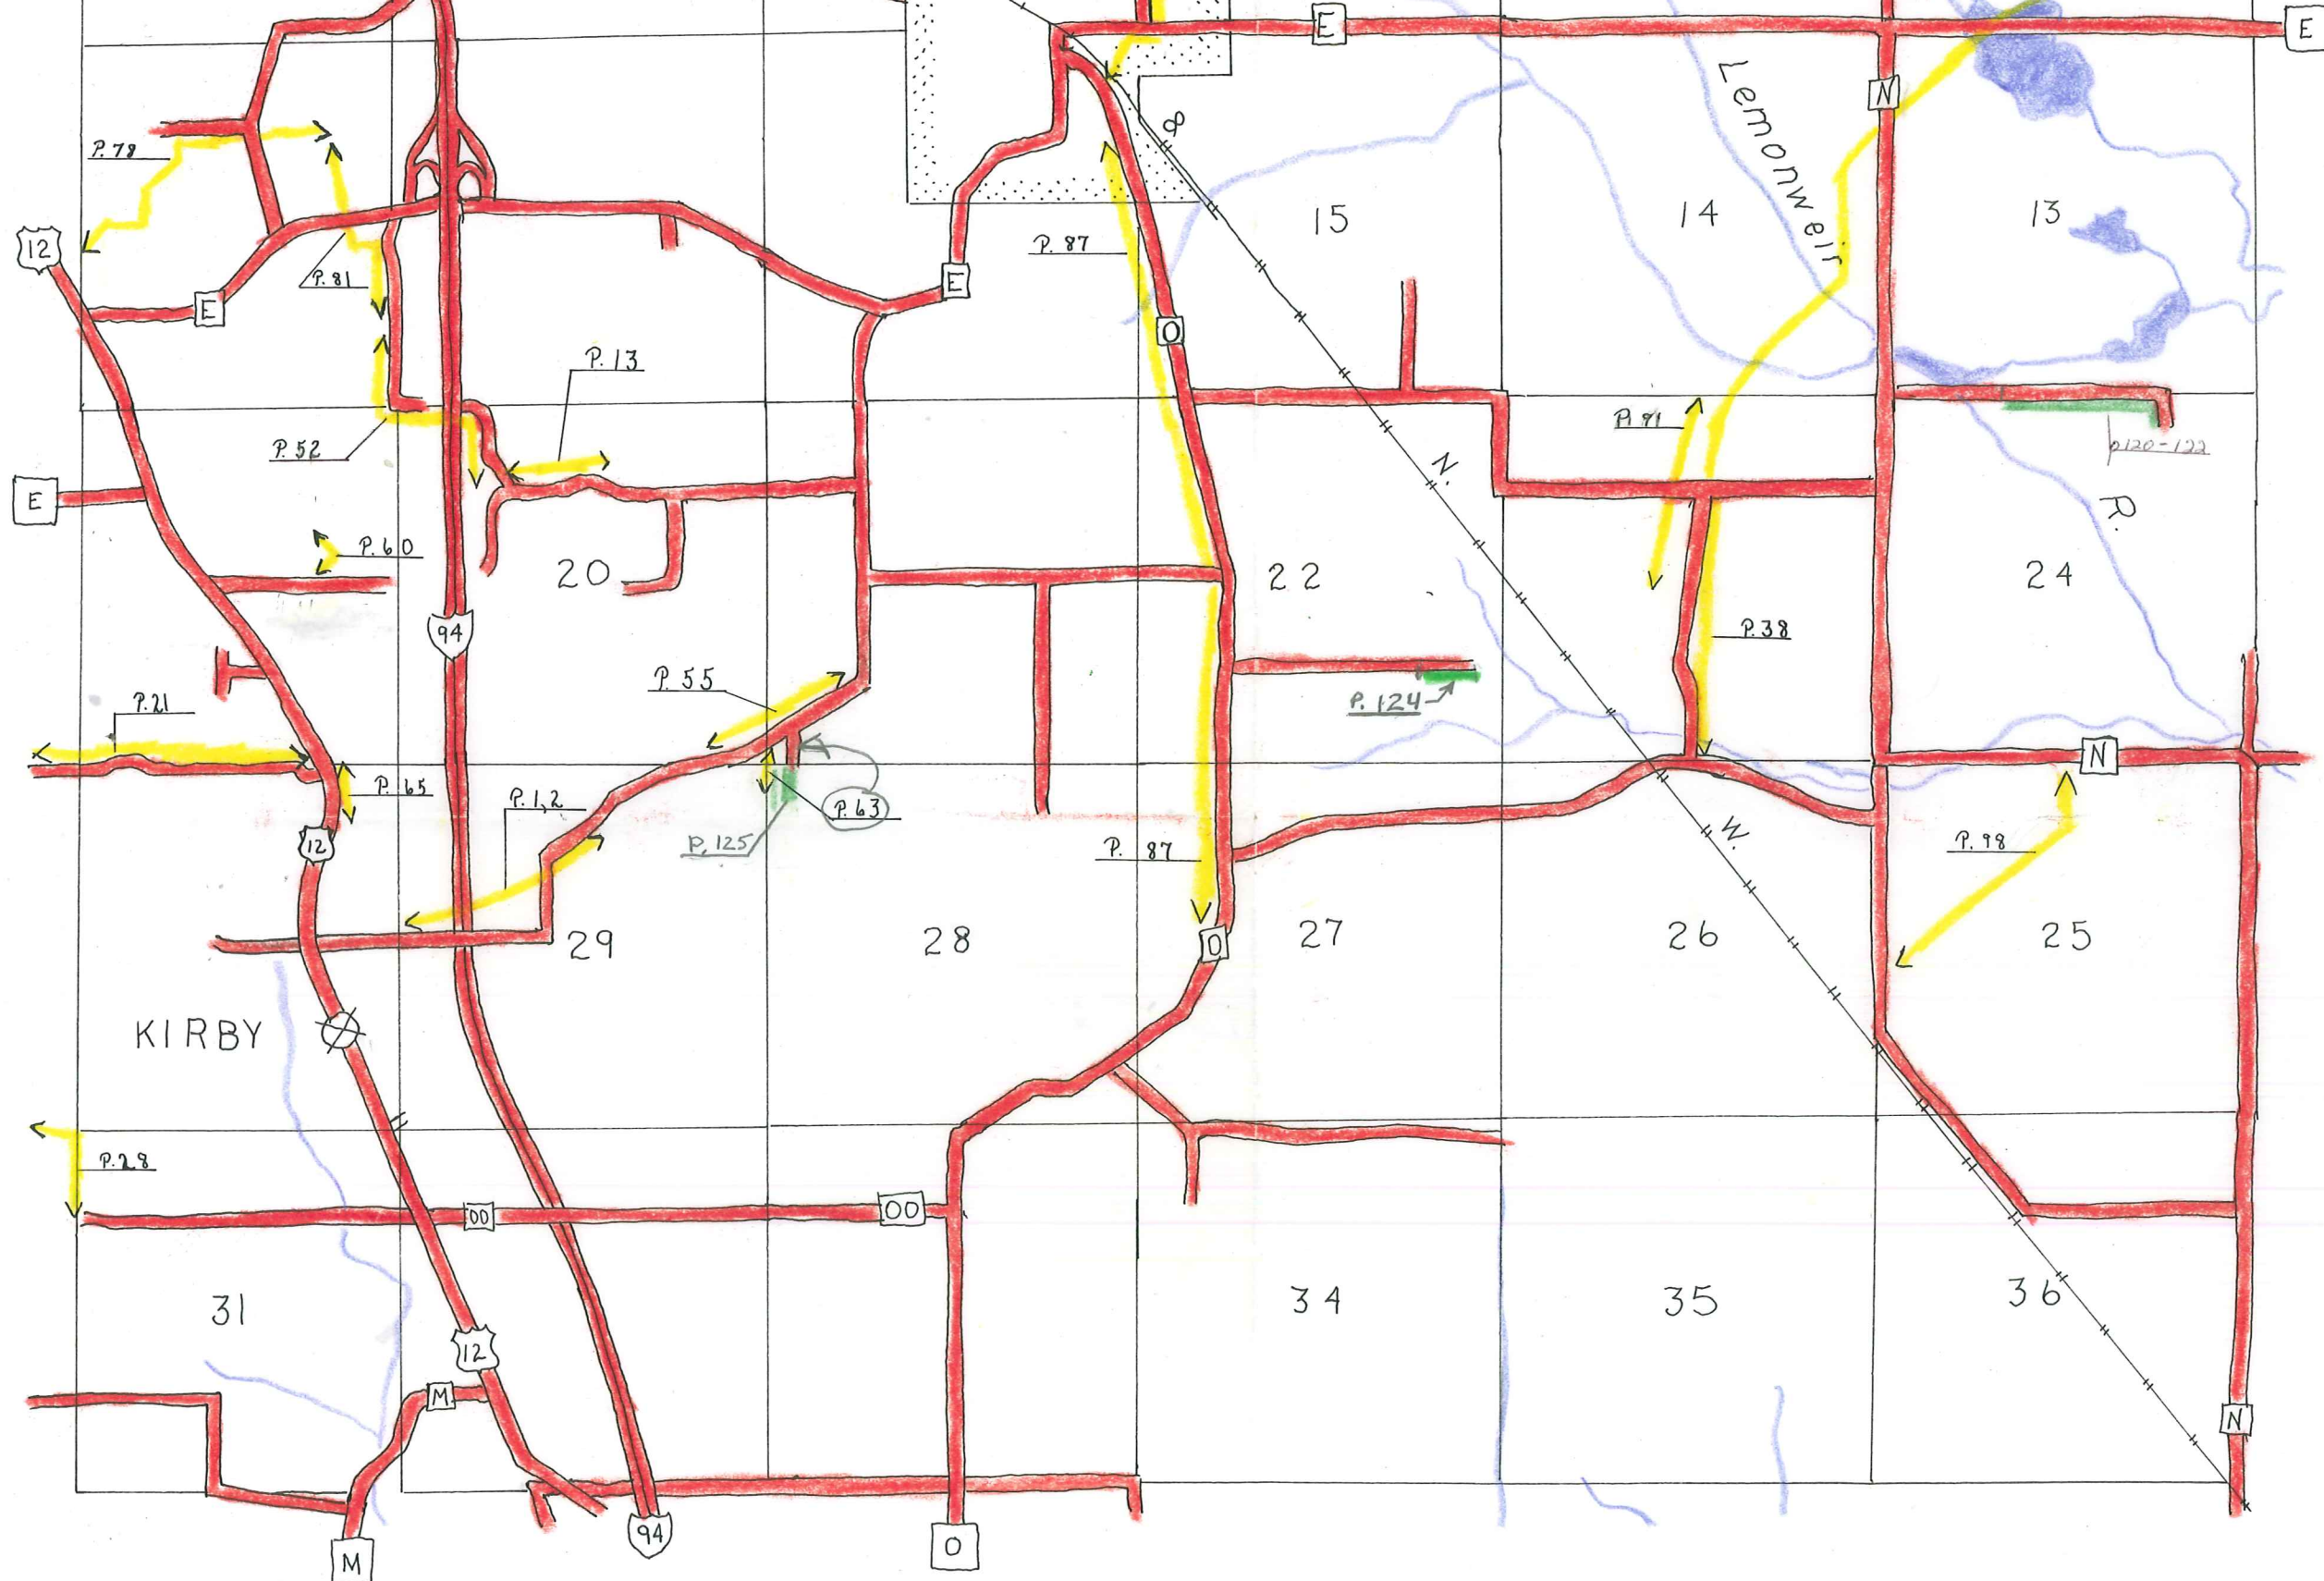 E
E
N
Lemonweir
P. 78
&
15
14
13
12
P. 87
P. 81
E
E
O
P. 13
P. 91
P. 52
p120-122
N.
E
R.
P. 60
20
22
24
94
P. 38
P. 55
P. 124
P. 21
N
P. 65
P. 1,2
P. 63
12
P. 125
P. 87
W.
P. 98
29
28
O
27
26
25
KIRBY
P. 28
OO
OO
31
34
35
36
12
M
N
94
M
O